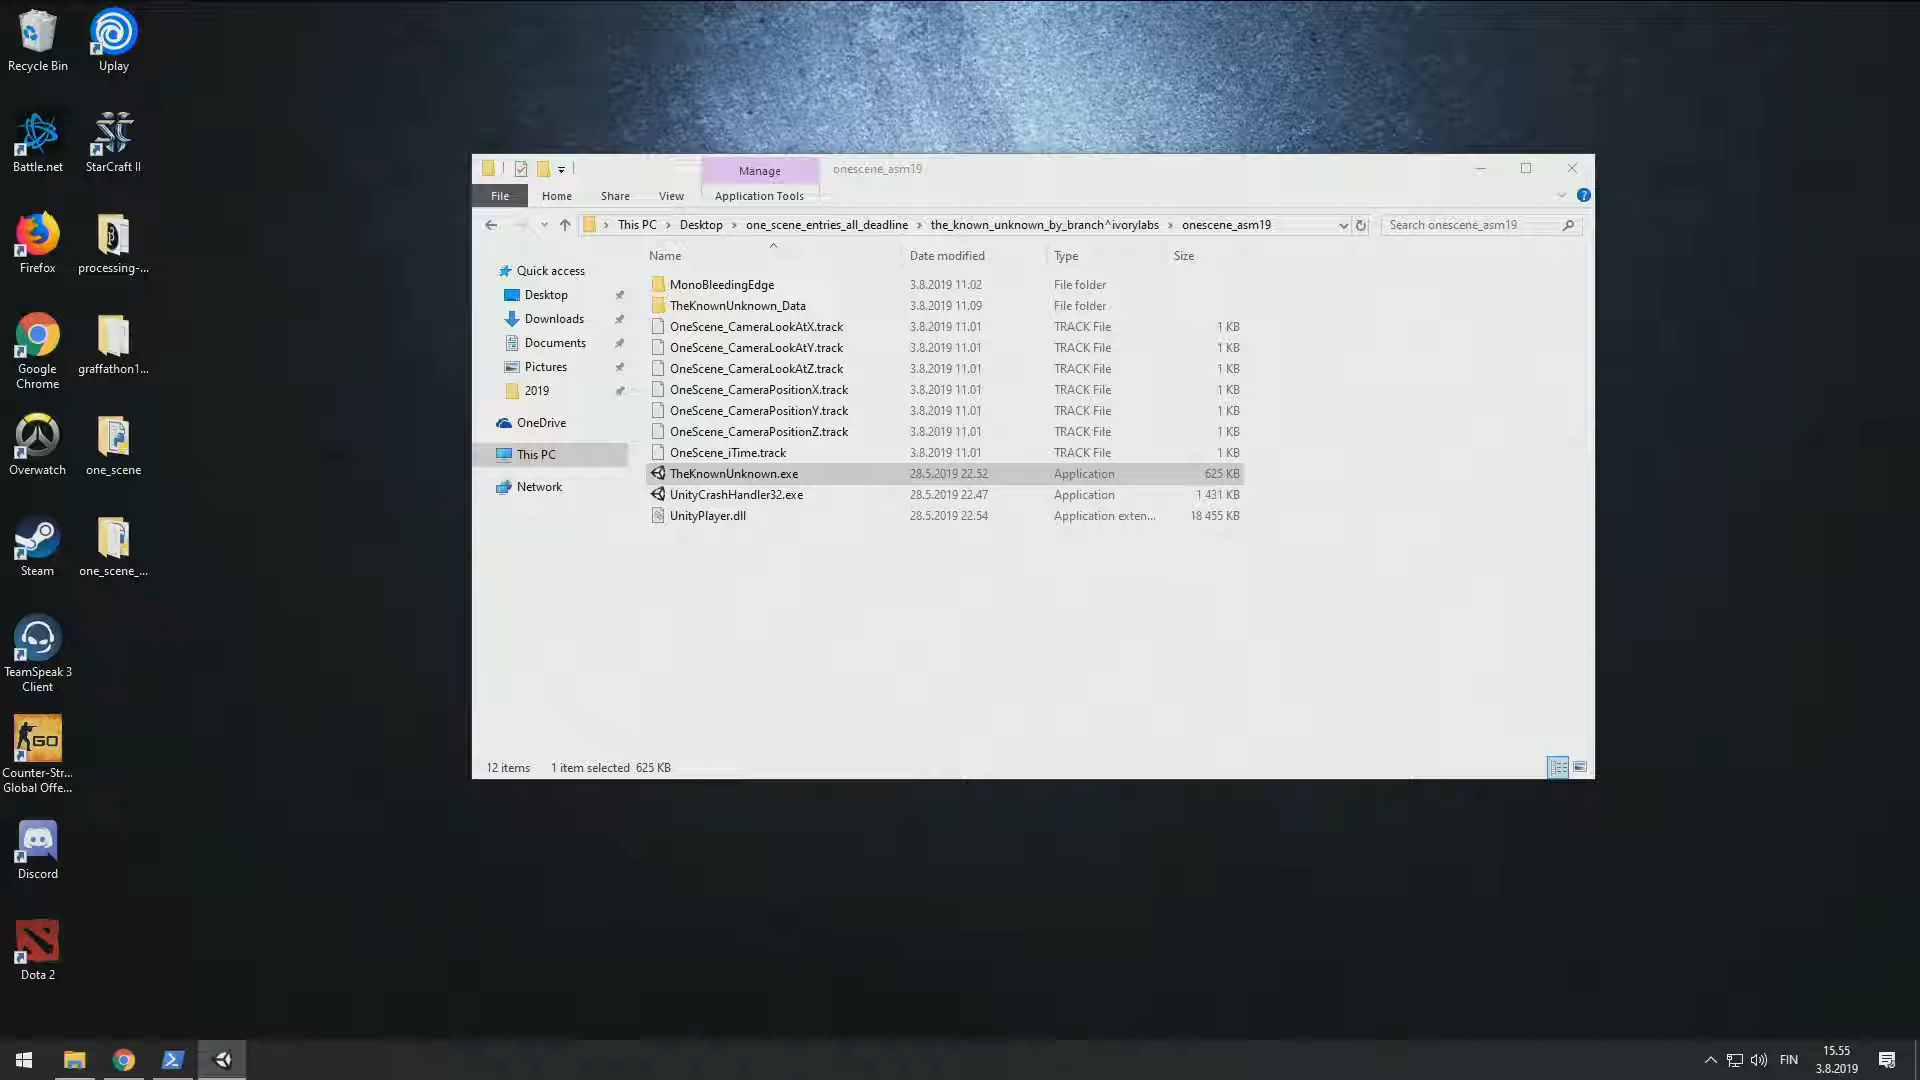 Recycle Bin
Uplay
Battle.net
StarCraft II
Firefox
processing-...
Google
Chrome
graffathon1...
Overwatch
one_scene
Steam
one_scene_...
TeamSpeak 3
Client
GO
Counter-Str...
Global Offe...
Discord
Dota 2
Manage
onescene_asm19
File
Home
Share
View
Application Tools
This PC
Desktop
one_scene_entries_all_deadline
the_known_unknown_by_branch^ivorylabs
onescene_asm19
Search onescene_asm19
Quick access
Desktop
Downloads
Documents
Pictures
2019
OneDrive
This PC
Network
Name Date modified Type Size
MonoBleedingEdge 3.8.2019 11.02 File folder
TheKnownUnknown_Data 3.8.2019 11.09 File folder
OneScene_CameraLookAtX.track 3.8.2019 11.01 TRACK File 1 KB
OneScene_CameraLookAtY.track 3.8.2019 11.01 TRACK File 1 KB
OneScene_CameraLookAtZ.track 3.8.2019 11.01 TRACK File 1 KB
OneScene_CameraPositionX.track 3.8.2019 11.01 TRACK File 1 KB
OneScene_CameraPositionY.track 3.8.2019 11.01 TRACK File 1 KB
OneScene_CameraPositionZ.track 3.8.2019 11.01 TRACK File 1 KB
OneScene_iTime.track 3.8.2019 11.01 TRACK File 1 KB
TheKnownUnknown.exe 28.5.2019 22.52 Application 625 KB
UnityCrashHandler32.exe 28.5.2019 22.47 Application 1 431 KB
UnityPlayer.dll 28.5.2019 22.54 Application exten... 18 455 KB
12 items 1 item selected 625 KB
FIN
15.55
3.8.2019